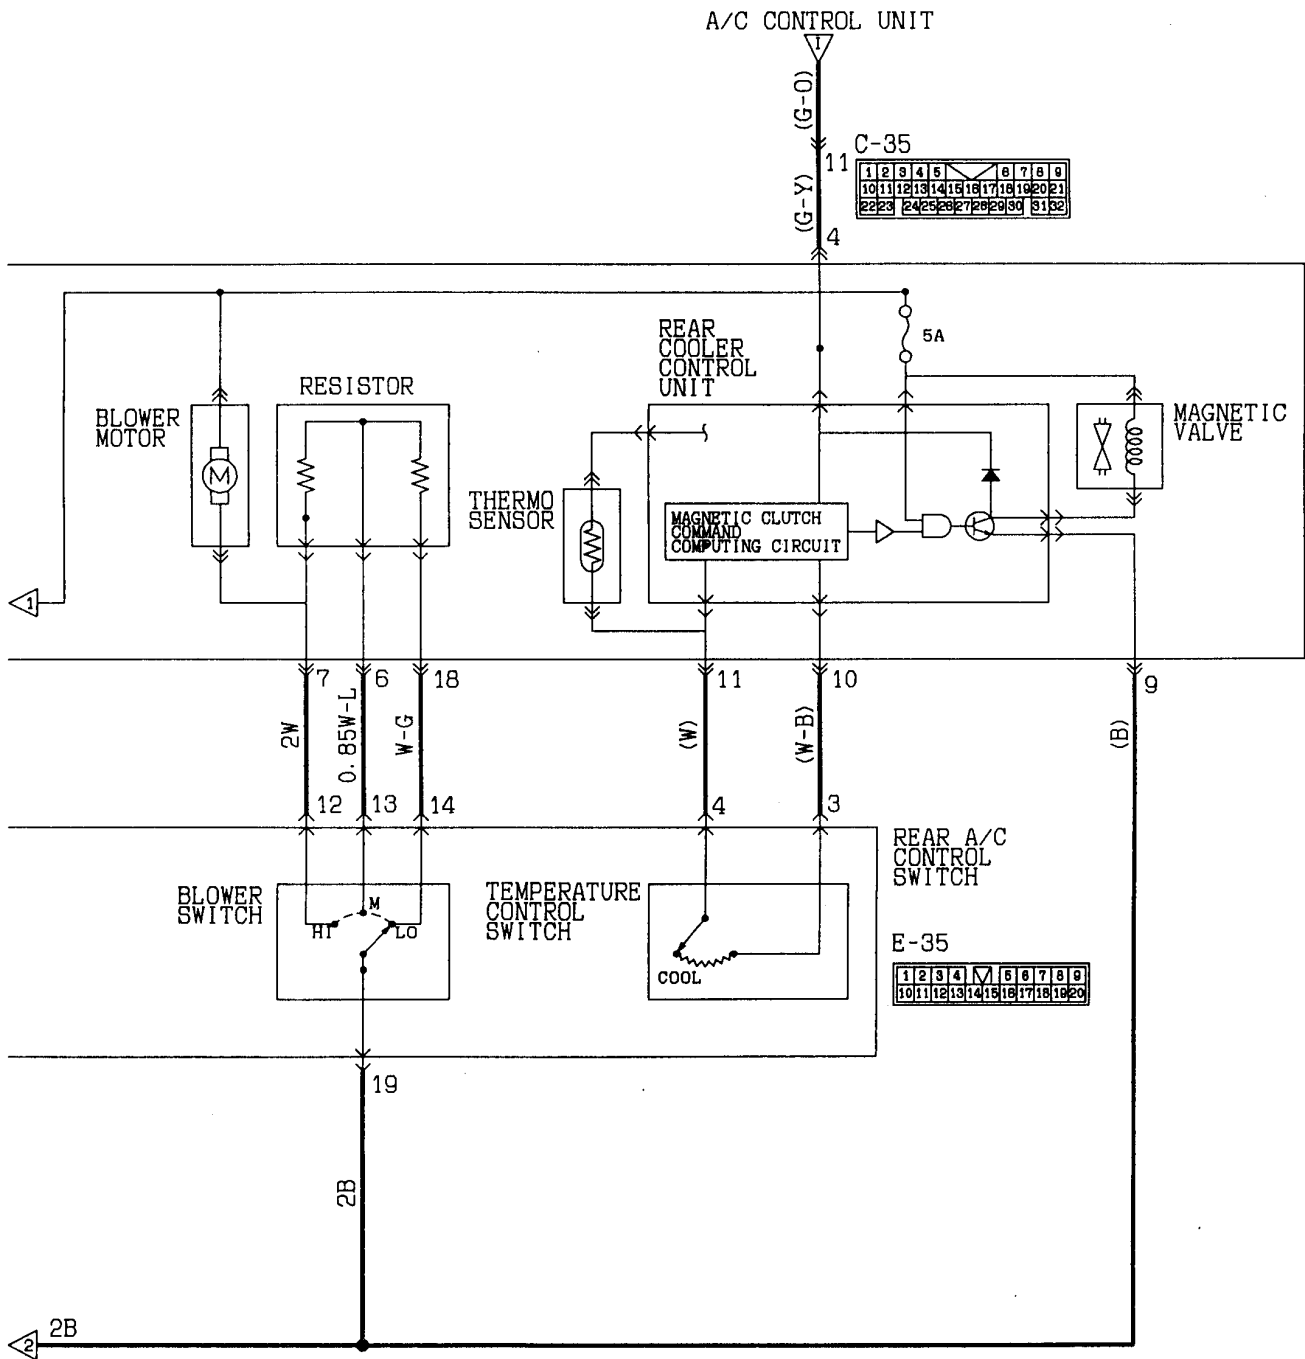 A/C CONTROL UNIT
I
(G-O)
11
C-35
1 2 3 4 5 6 7 8 9
10 11 12 13 14 15 16 17 18 19 20 21
22 23 24 25 26 27 28 29 30 31 32
(G-Y)
4
5A
REAR
COOLER
CONTROL
UNIT
RESISTOR
BLOWER
MOTOR
M
MAGNETIC
VALVE
THERMO
SENSOR
MAGNETIC CLUTCH
COMMAND
COMPUTING CIRCUIT
1
7 6 18 11 10 9
2W 0.85W-L W-G (W) (W-B) (B)
12 13 14 4 3
REAR A/C
CONTROL
SWITCH
BLOWER
SWITCH
M
HI LO
TEMPERATURE
CONTROL
SWITCH
COOL
E-35
1 2 3 4 5 6 7 8 9
10 11 12 13 14 15 16 17 18 19 20
19
2B
2 2B